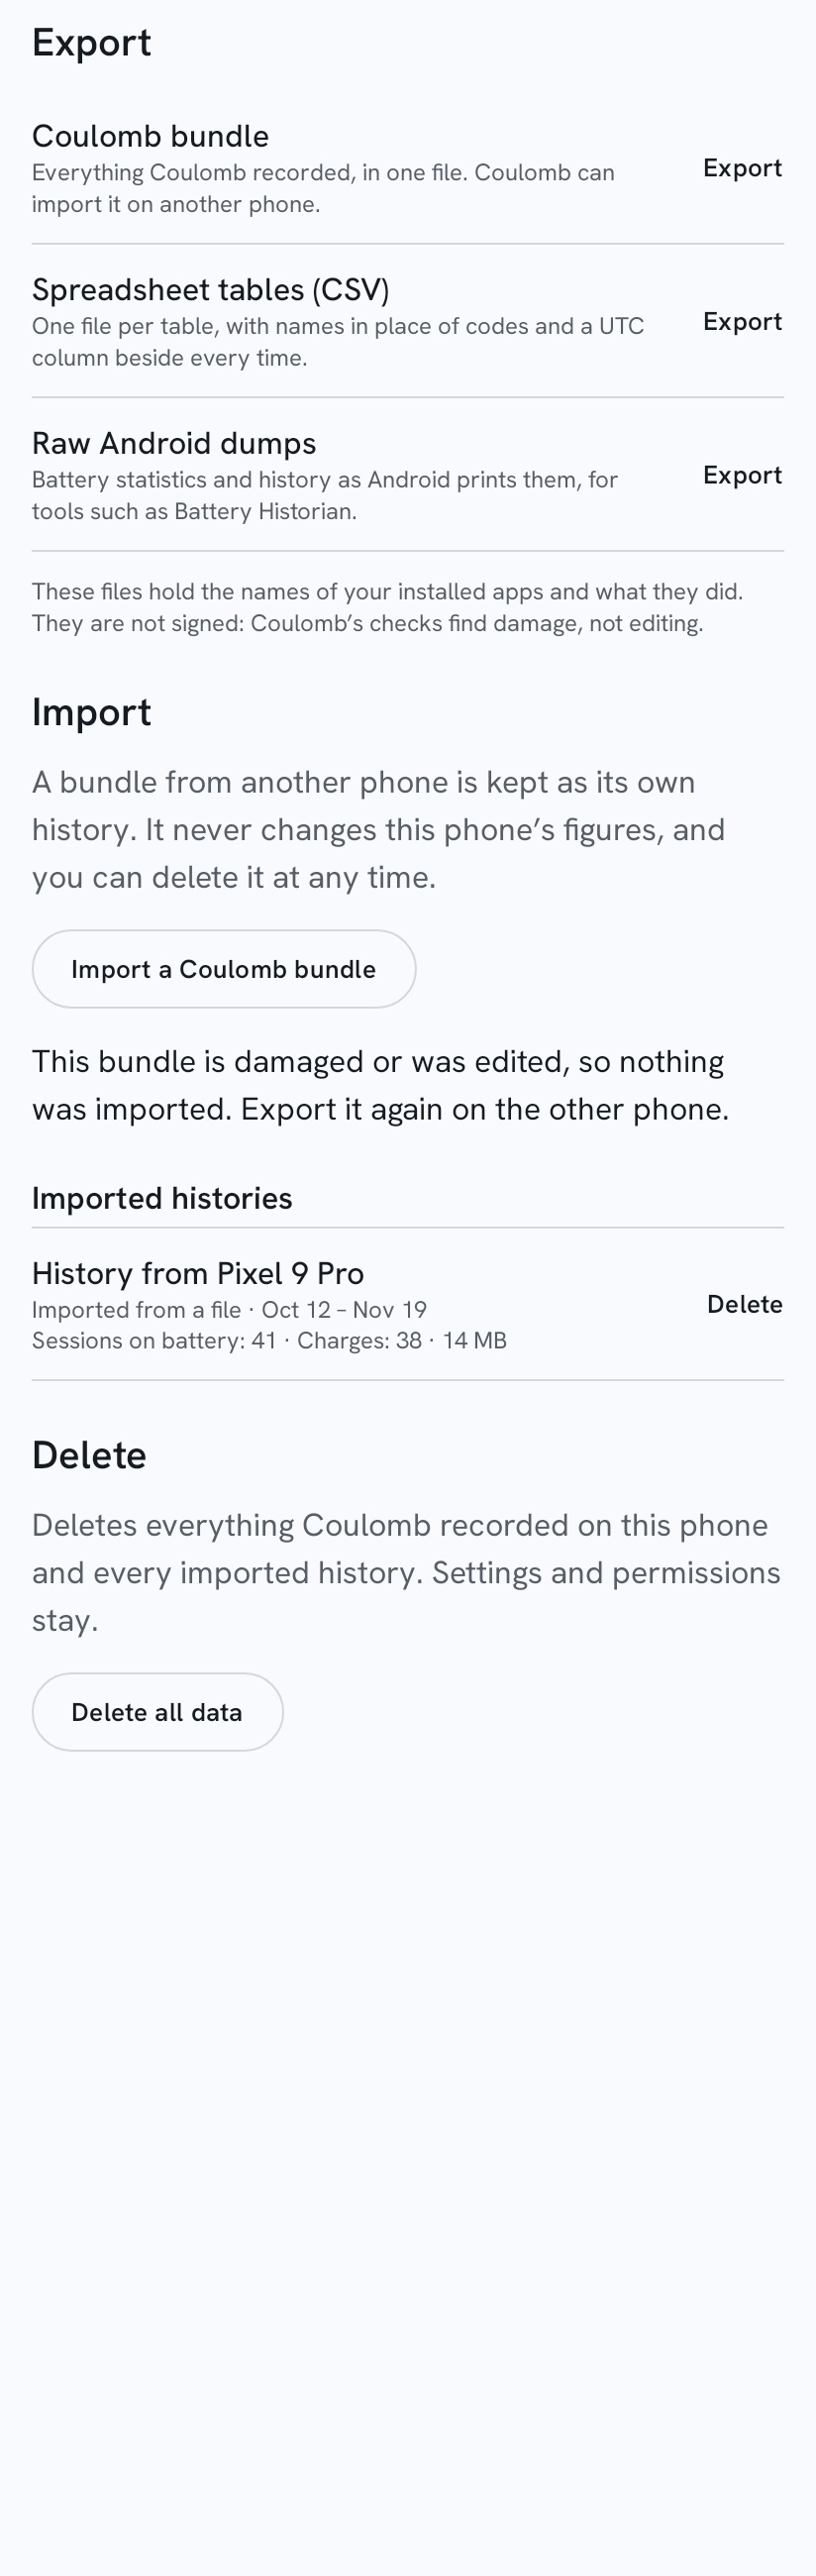 Export
Coulomb bundle
Everything Coulomb recorded, in one file. Coulomb can
import it on another phone.
Export
Spreadsheet tables (CSV)
One file per table, with names in place of codes and a UTC
column beside every time.
Export
Raw Android dumps
Battery statistics and history as Android prints them, for
tools such as Battery Historian.
Export
These files hold the names of your installed apps and what they did.
They are not signed: Coulomb’s checks find damage, not editing.
Import
A bundle from another phone is kept as its own
history. It never changes this phone’s figures, and
you can delete it at any time.
Import a Coulomb bundle
This bundle is damaged or was edited, so nothing
was imported. Export it again on the other phone.
Imported histories
History from Pixel 9 Pro
Imported from a file · Oct 12 – Nov 19
Sessions on battery: 41 · Charges: 38 · 14 MB
Delete
Delete
Deletes everything Coulomb recorded on this phone
and every imported history. Settings and permissions
stay.
Delete all data